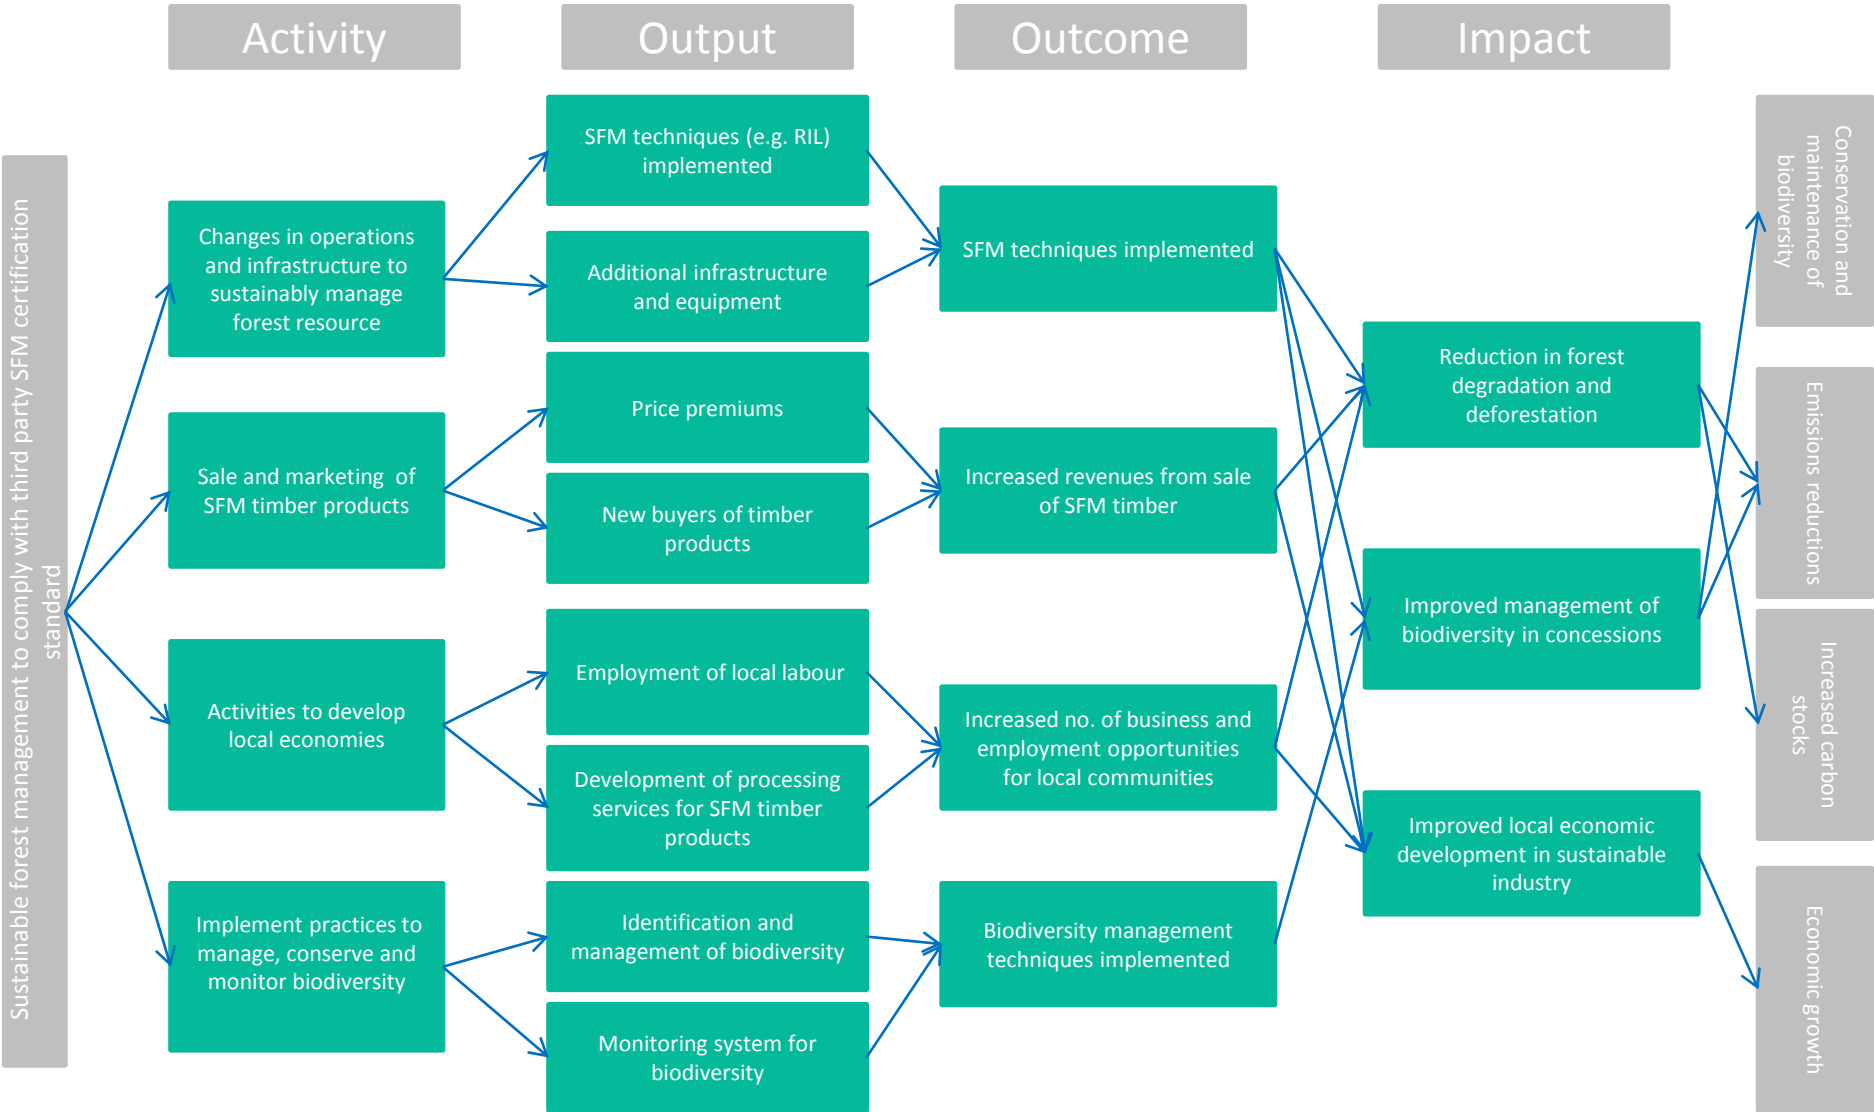 Activity
Output
Outcome
Impact
Sustainable forest management to comply with third party SFM certification
standard
Changes in operations
and infrastructure to
sustainably manage
forest resource
Sale and marketing  of
SFM timber products
Activities to develop
local economies
Implement practices to
manage, conserve and
monitor biodiversity
SFM techniques (e.g. RIL)
implemented
Additional infrastructure
and equipment
Price premiums
New buyers of timber
products
Employment of local labour
Development of processing
services for SFM timber
products
Identification and
management of biodiversity
Monitoring system for
biodiversity
SFM techniques implemented
Increased revenues from sale
of SFM timber
Increased no. of business and
employment opportunities
for local communities
Biodiversity management
techniques implemented
Reduction in forest
degradation and
deforestation
Improved management of
biodiversity in concessions
Improved local economic
development in sustainable
industry
Conservation and
maintenance of
biodiversity
Emissions reductions
Increased carbon
stocks
Economic growth